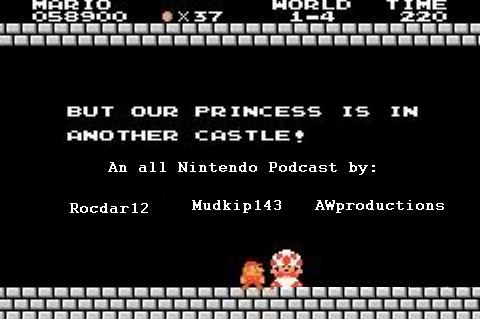 MARIO WORLD TIME
058900 ×37 1-4 220
BUT OUR PRINCESS IS IN
ANOTHER CASTLE!
An all Nintendo Podcast by:
Rocdar12 Mudkip143 AWproductions